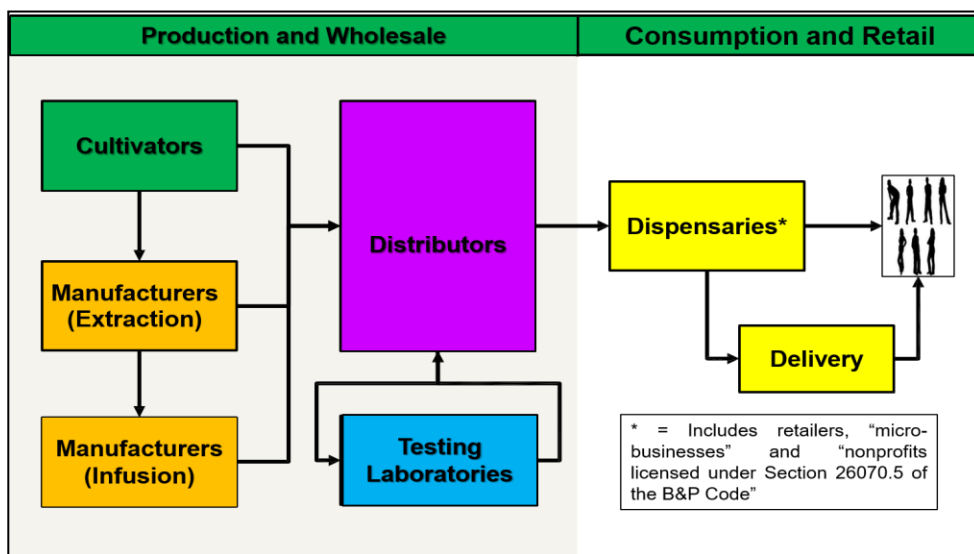 Production and Wholesale
Consumption and Retail
Cultivators
Manufacturers
(Extraction)
Manufacturers
(Infusion)
Distributors
Testing
Laboratories
Dispensaries*
Delivery
* = Includes retailers, “micro-
businesses” and “nonprofits
licensed under Section 26070.5 of
the B&P Code”